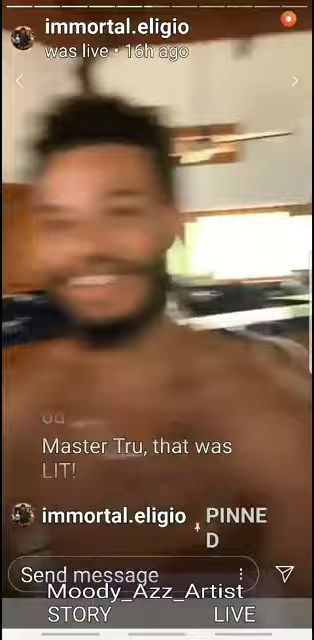 immortal.eligio
was live • 16h ago
Master Tru, that was
LIT!
immortal.eligio PINNE
D
Send message
Moody_Azz_Artist
STORY LIVE